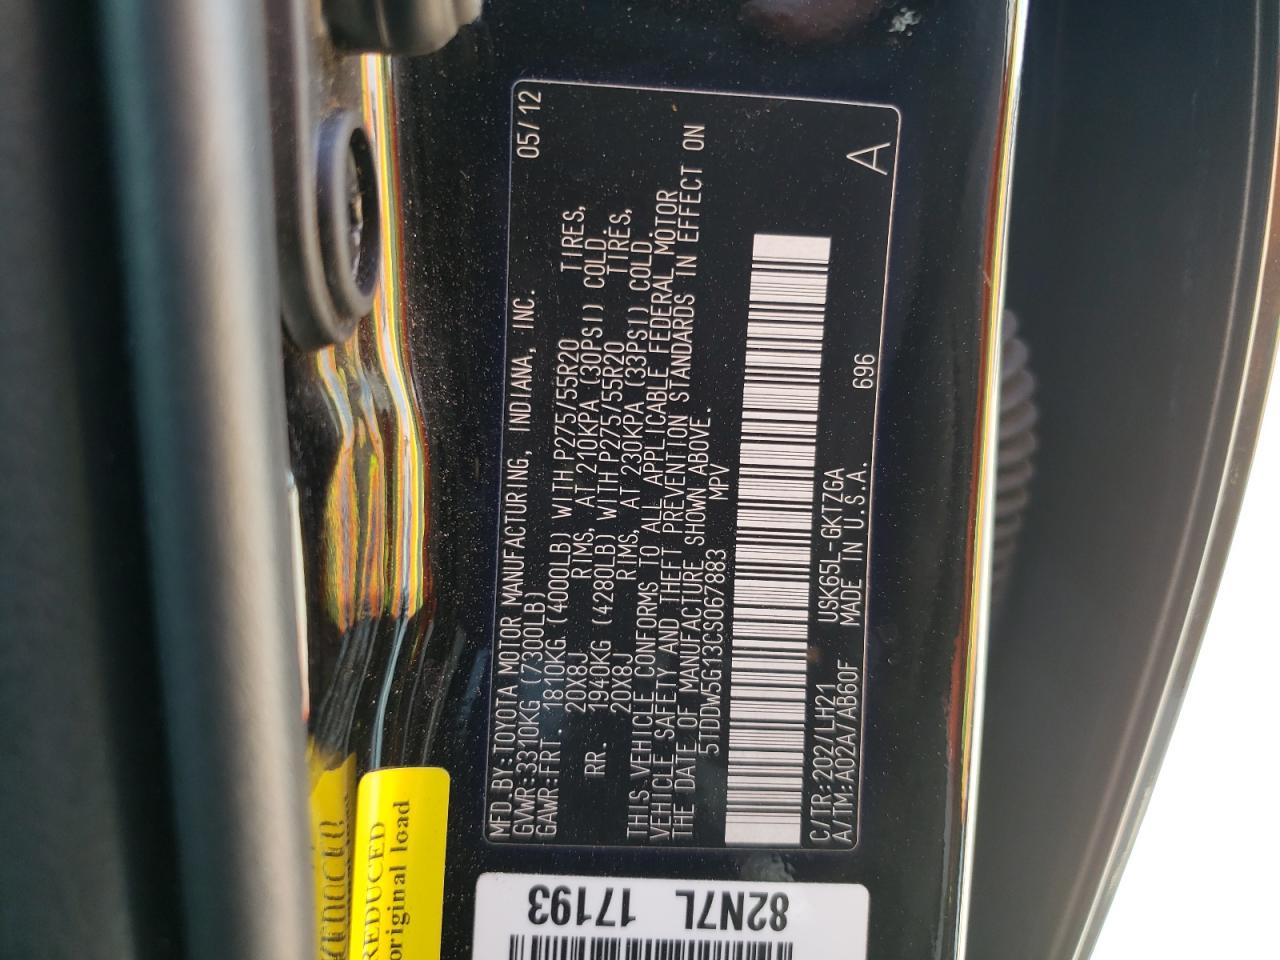 MFD.BY:TOYOTA MOTOR MANUFACTURING, INDIANA, INC. 05/12
GVWR:3310KG (7300LB)
GAWR:FRT. 1810KG (4000LB) WITH P275/55R20 TIRES,
20X8J RIMS, AT 210KPA (30PSI) COLD.
RR. 1940KG (4280LB) WITH P275/55R20 TIRES,
20X8J RIMS, AT 230KPA (33PSI) COLD.
THIS VEHICLE CONFORMS TO ALL APPLICABLE FEDERAL MOTOR
VEHICLE SAFETY AND THEFT PREVENTION STANDARDS IN EFFECT ON
THE DATE OF MANUFACTURE SHOWN ABOVE.
5TDDW5G13CS067883 MPV
C/TR:202/LH21 USK65L-GKTZGA 696 A
A/TM:A02A/AB60F MADE IN U.S.A.
REDUCED
original load
17193
82N7L